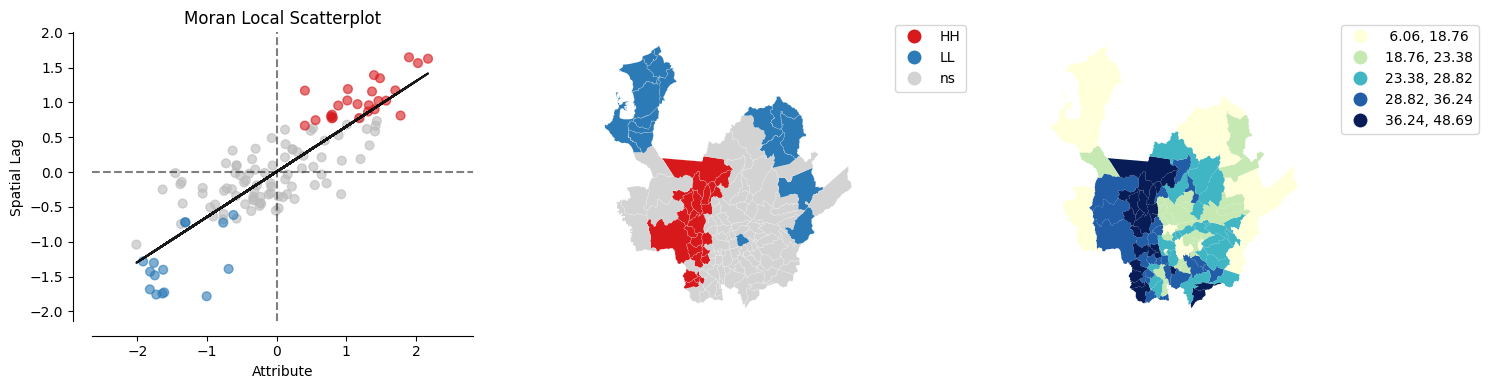 Moran Local Scatterplot
2.0
1.5
1.0
0.5
0.0
−0.5
−1.0
−1.5
−2.0
Spatial Lag
−2 −1 0 1 2
Attribute
HH
LL
ns
6.06, 18.76
18.76, 23.38
23.38, 28.82
28.82, 36.24
36.24, 48.69